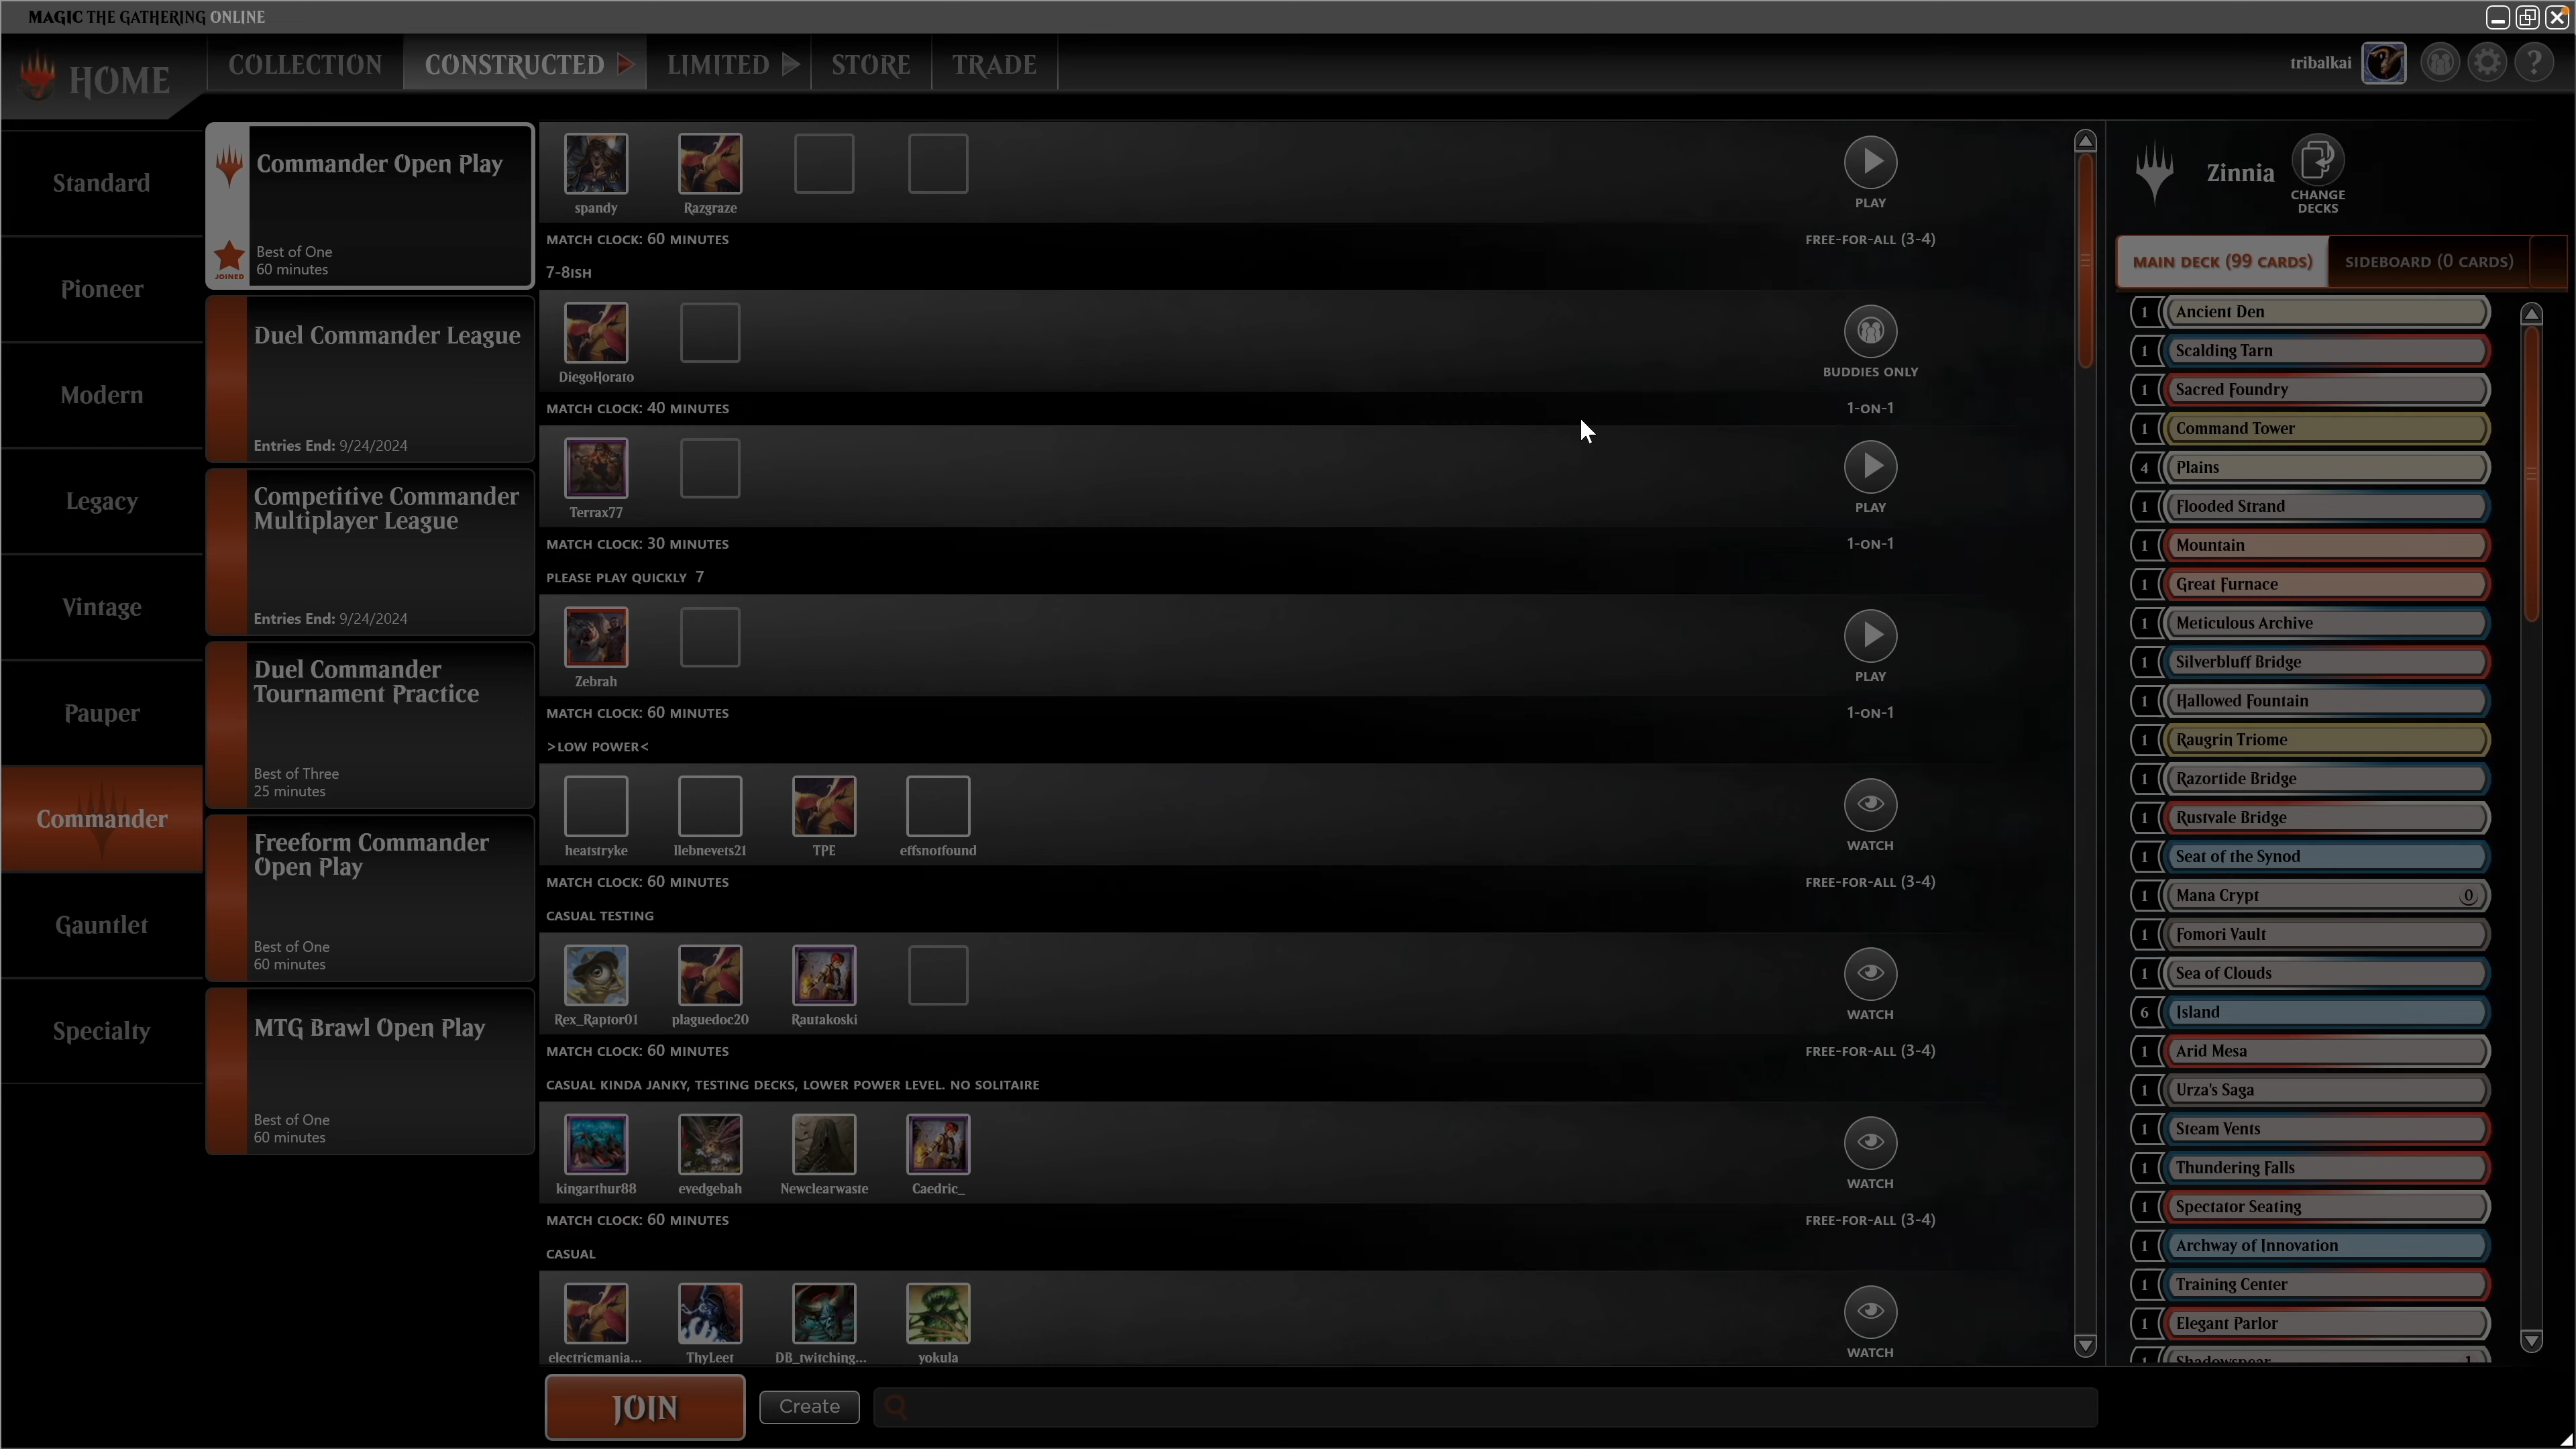 MAGIC THE GATHERING ONLINE
HOME
COLLECTION
CONSTRUCTED
LIMITED
STORE
TRADE
tribalkai
?
Standard
Pioneer
Modern
Legacy
Vintage
Pauper
Commander
Gauntlet
Specialty
Commander Open Play
JOINED
Best of One
60 minutes
Duel Commander League
Entries End: 9/24/2024
Competitive Commander
Multiplayer League
Entries End: 9/24/2024
Duel Commander
Tournament Practice
Best of Three
25 minutes
Freeform Commander
Open Play
Best of One
60 minutes
MTG Brawl Open Play
Best of One
60 minutes
spandy
Razgraze
PLAY
MATCH CLOCK: 60 MINUTES
FREE-FOR-ALL (3-4)
7-8ISH
DiegoHorato
BUDDIES ONLY
MATCH CLOCK: 40 MINUTES
1-ON-1
Terrax77
PLAY
MATCH CLOCK: 30 MINUTES
1-ON-1
PLEASE PLAY QUICKLY 7
Zebrah
PLAY
MATCH CLOCK: 60 MINUTES
1-ON-1
>LOW POWER<
heatstryke
llebnevets21
TPE
effsnotfound
WATCH
MATCH CLOCK: 60 MINUTES
FREE-FOR-ALL (3-4)
CASUAL TESTING
Rex_Raptor01
plaguedoc20
Rautakoski
WATCH
MATCH CLOCK: 60 MINUTES
FREE-FOR-ALL (3-4)
CASUAL KINDA JANKY, TESTING DECKS, LOWER POWER LEVEL. NO SOLITAIRE
kingarthur88
evedgebah
Newclearwaste
Caedric_
WATCH
MATCH CLOCK: 60 MINUTES
FREE-FOR-ALL (3-4)
CASUAL
electricmania...
ThyLeet
DB_twitching...
yokula
WATCH
JOIN
Create
Zinnia
CHANGE
DECKS
MAIN DECK (99 CARDS)
SIDEBOARD (0 CARDS)
1 Ancient Den
1 Scalding Tarn
1 Sacred Foundry
1 Command Tower
4 Plains
1 Flooded Strand
1 Mountain
1 Great Furnace
1 Meticulous Archive
1 Silverbluff Bridge
1 Hallowed Fountain
1 Raugrin Triome
1 Razortide Bridge
1 Rustvale Bridge
1 Seat of the Synod
1 Mana Crypt 0
1 Fomori Vault
1 Sea of Clouds
6 Island
1 Arid Mesa
1 Urza's Saga
1 Steam Vents
1 Thundering Falls
1 Spectator Seating
1 Archway of Innovation
1 Training Center
1 Elegant Parlor
1 Shadowspear 1